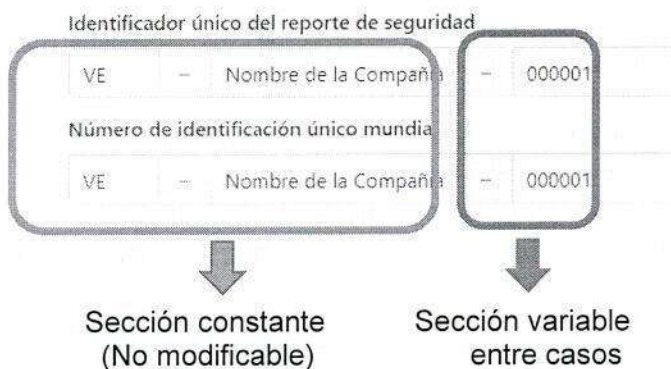 Identificador único del reporte de seguridad
VE – Nombre de la Compañía – 000001
Número de identificación único mundial
VE – Nombre de la Compañía – 000001
Sección constante Sección variable
(No modificable) entre casos